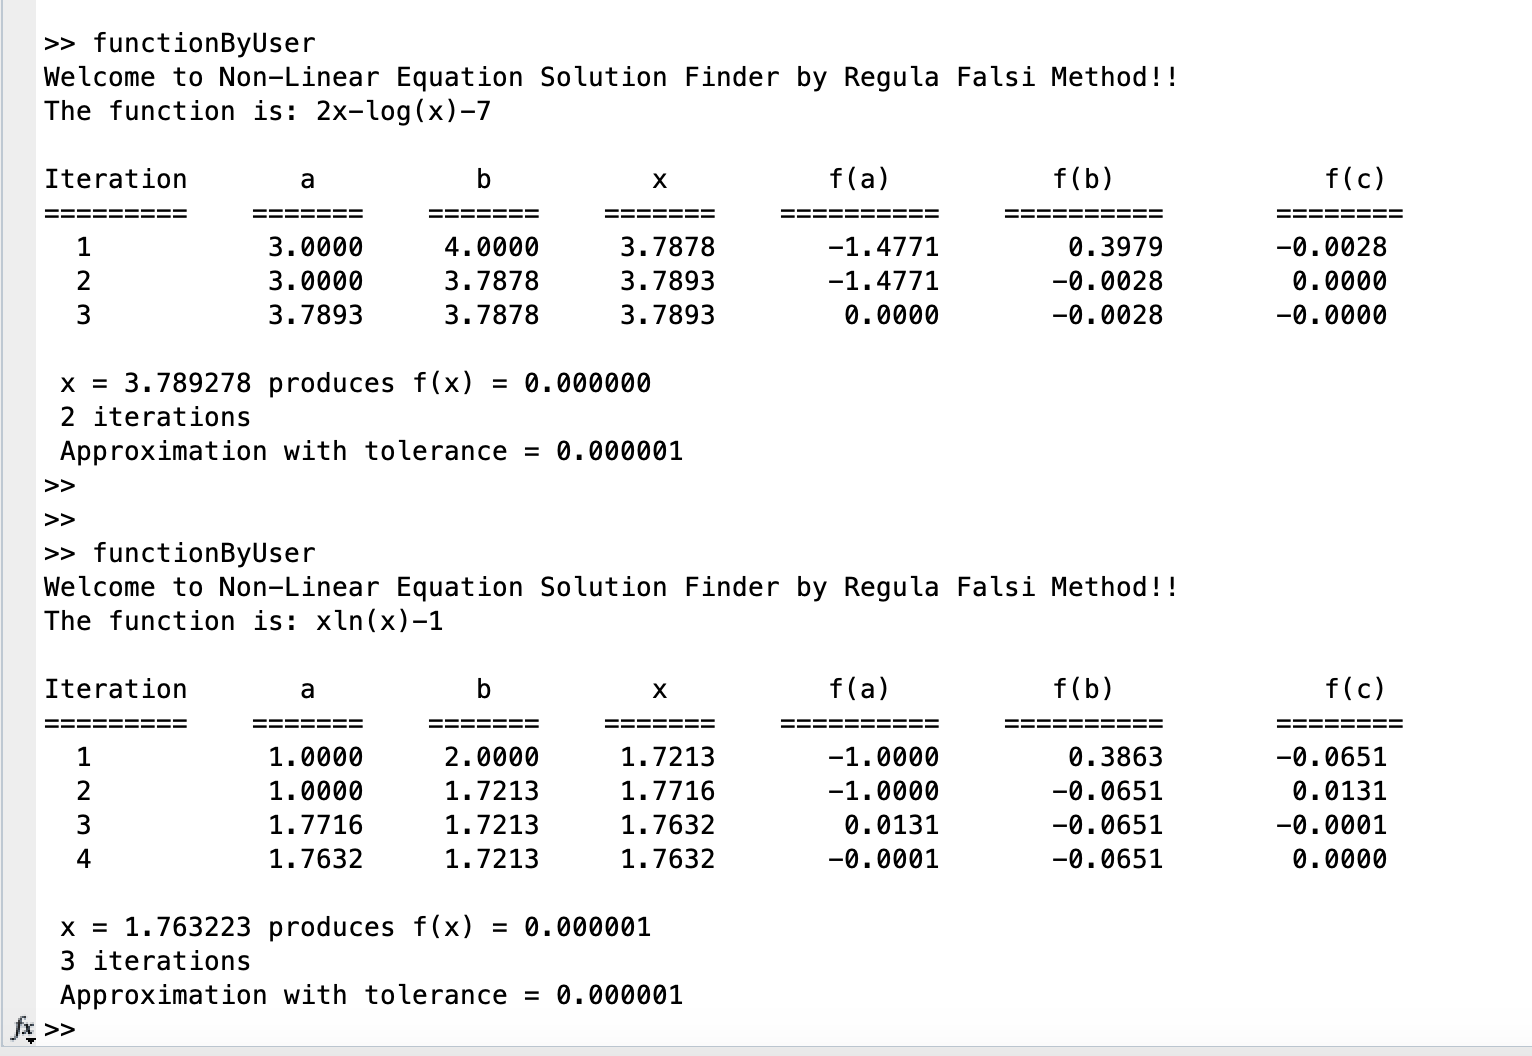 >> functionByUser
Welcome to Non-Linear Equation Solution Finder by Regula Falsi Method!!
The function is: 2x-log(x)-7
Iteration a b x f(a) f(b) f(c)
========= ======= ======= ======= ========== ========== ========
1 3.0000 4.0000 3.7878 -1.4771 0.3979 -0.0028
2 3.0000 3.7878 3.7893 -1.4771 -0.0028 0.0000
3 3.7893 3.7878 3.7893 0.0000 -0.0028 -0.0000
x = 3.789278 produces f(x) = 0.000000
2 iterations
Approximation with tolerance = 0.000001
>>
>>
>> functionByUser
Welcome to Non-Linear Equation Solution Finder by Regula Falsi Method!!
The function is: xln(x)-1
Iteration a b x f(a) f(b) f(c)
========= ======= ======= ======= ========== ========== ========
1 1.0000 2.0000 1.7213 -1.0000 0.3863 -0.0651
2 1.0000 1.7213 1.7716 -1.0000 -0.0651 0.0131
3 1.7716 1.7213 1.7632 0.0131 -0.0651 -0.0001
4 1.7632 1.7213 1.7632 -0.0001 -0.0651 0.0000
x = 1.763223 produces f(x) = 0.000001
3 iterations
Approximation with tolerance = 0.000001
fx >>